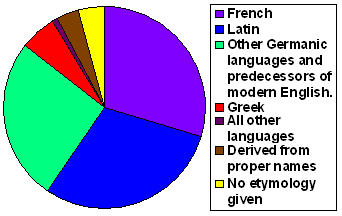 French
Latin
Other Germanic
languages and
predecessors of
modern English.
Greek
All other
languages
Derived from
proper names
No etymology
given